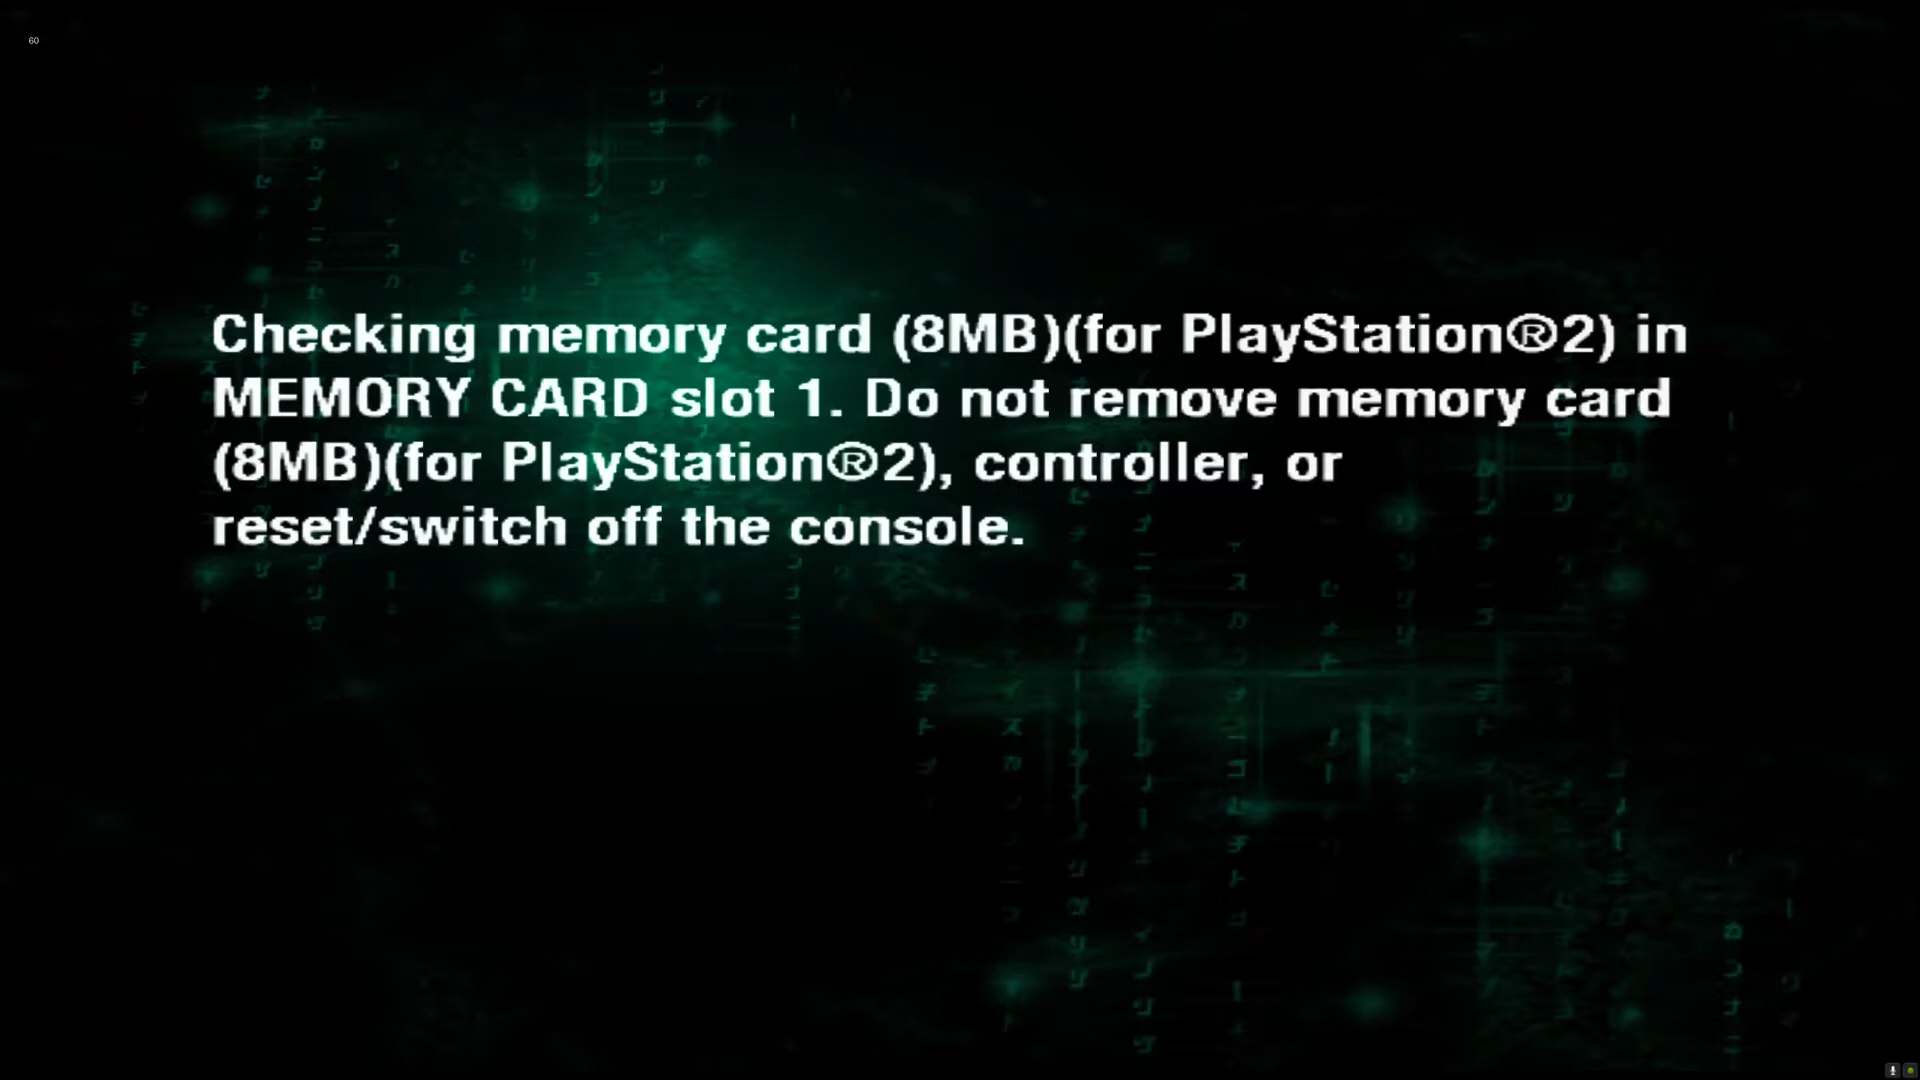 60
Checking memory card (8MB)(for PlayStation®2) in
MEMORY CARD slot 1. Do not remove memory card
(8MB)(for PlayStation®2), controller, or
reset/switch off the console.